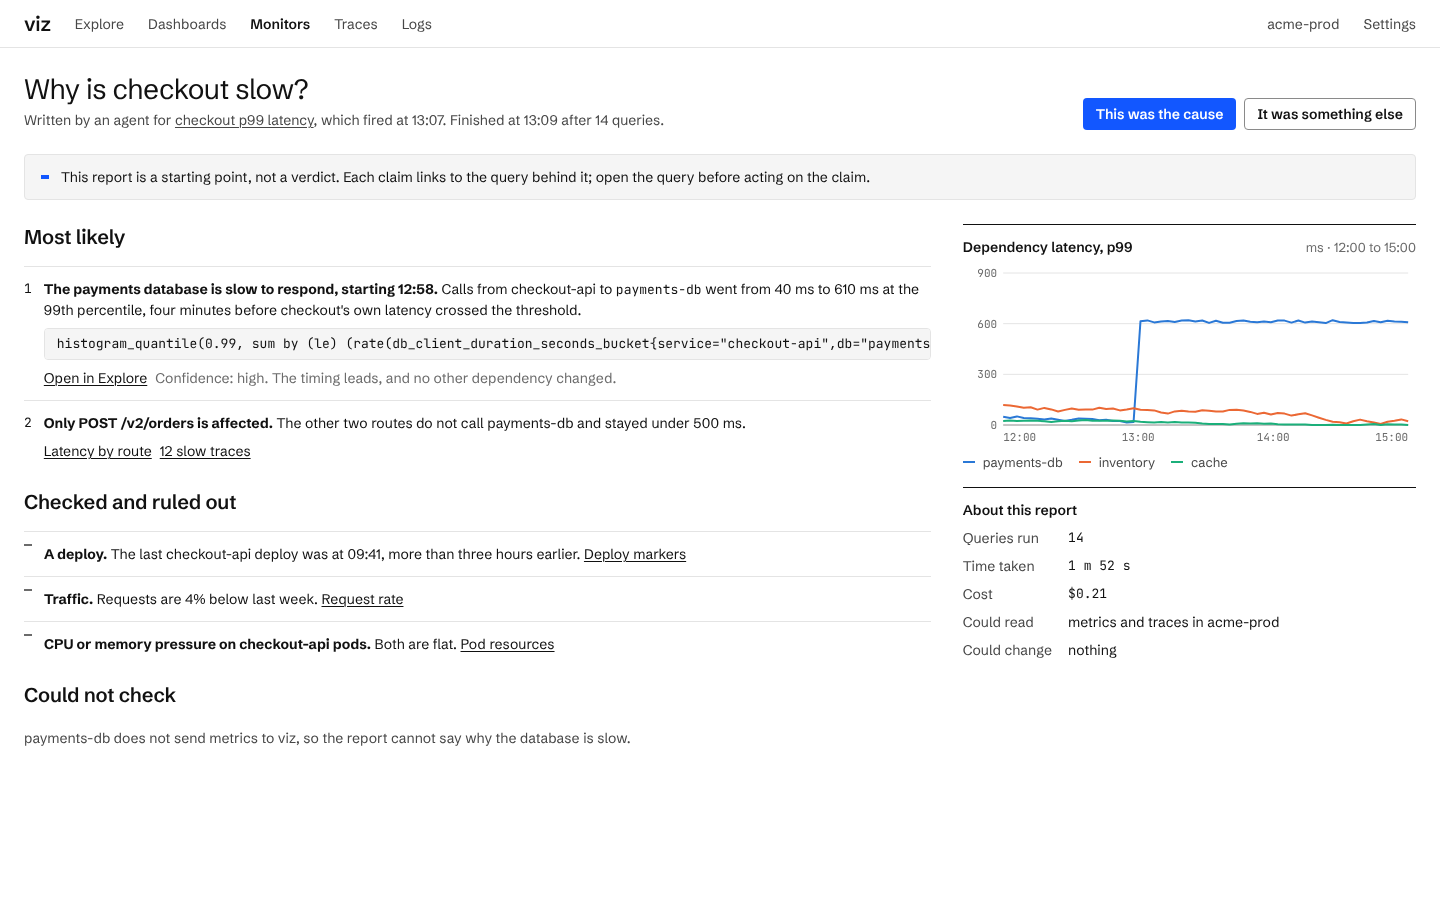 viz Explore Dashboards Monitors Traces Logs acme-prod Settings
Why is checkout slow?
Written by an agent for checkout p99 latency, which fired at 13:07. Finished at 13:09 after 14 queries.
This was the cause It was something else
This report is a starting point, not a verdict. Each claim links to the query behind it; open the query before acting on the claim.
Most likely
1 The payments database is slow to respond, starting 12:58. Calls from checkout-api to payments-db went from 40 ms to 610 ms at the
99th percentile, four minutes before checkout's own latency crossed the threshold.
histogram_quantile(0.99, sum by (le) (rate(db_client_duration_seconds_bucket{service="checkout-api",db="payments
Open in Explore Confidence: high. The timing leads, and no other dependency changed.
2 Only POST /v2/orders is affected. The other two routes do not call payments-db and stayed under 500 ms.
Latency by route 12 slow traces
Checked and ruled out
– A deploy. The last checkout-api deploy was at 09:41, more than three hours earlier. Deploy markers
– Traffic. Requests are 4% below last week. Request rate
– CPU or memory pressure on checkout-api pods. Both are flat. Pod resources
Could not check
payments-db does not send metrics to viz, so the report cannot say why the database is slow.
Dependency latency, p99 ms · 12:00 to 15:00
900
600
300
0
12:00 13:00 14:00 15:00
payments-db inventory cache
About this report
Queries run 14
Time taken 1 m 52 s
Cost $0.21
Could read metrics and traces in acme-prod
Could change nothing